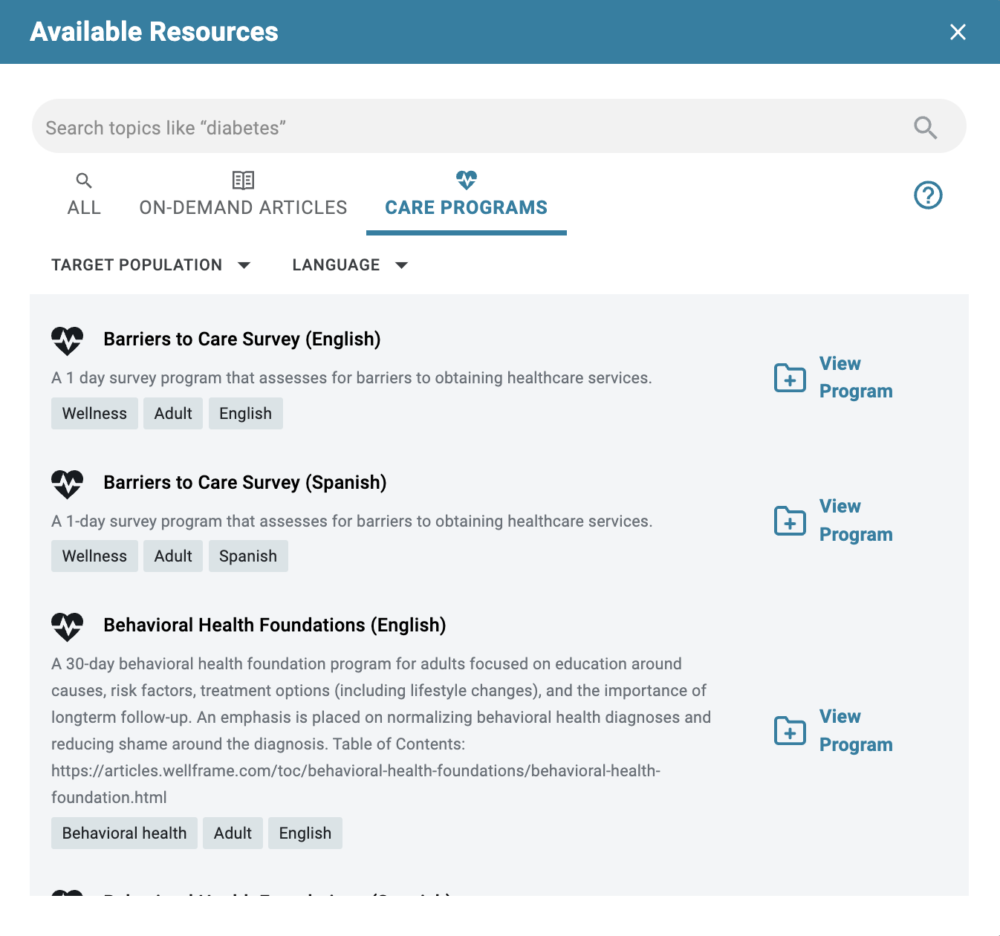 Available Resources
Search topics like “diabetes”
ALL
ON-DEMAND ARTICLES
CARE PROGRAMS
TARGET POPULATION
LANGUAGE
Barriers to Care Survey (English)
A 1 day survey program that assesses for barriers to obtaining healthcare services.
Wellness
Adult
English
View
Program
Barriers to Care Survey (Spanish)
A 1-day survey program that assesses for barriers to obtaining healthcare services.
Wellness
Adult
Spanish
View
Program
Behavioral Health Foundations (English)
A 30-day behavioral health foundation program for adults focused on education around
causes, risk factors, treatment options (including lifestyle changes), and the importance of
longterm follow-up. An emphasis is placed on normalizing behavioral health diagnoses and
reducing shame around the diagnosis. Table of Contents:
https://articles.wellframe.com/toc/behavioral-health-foundations/behavioral-health-
foundation.html
Behavioral health
Adult
English
View
Program